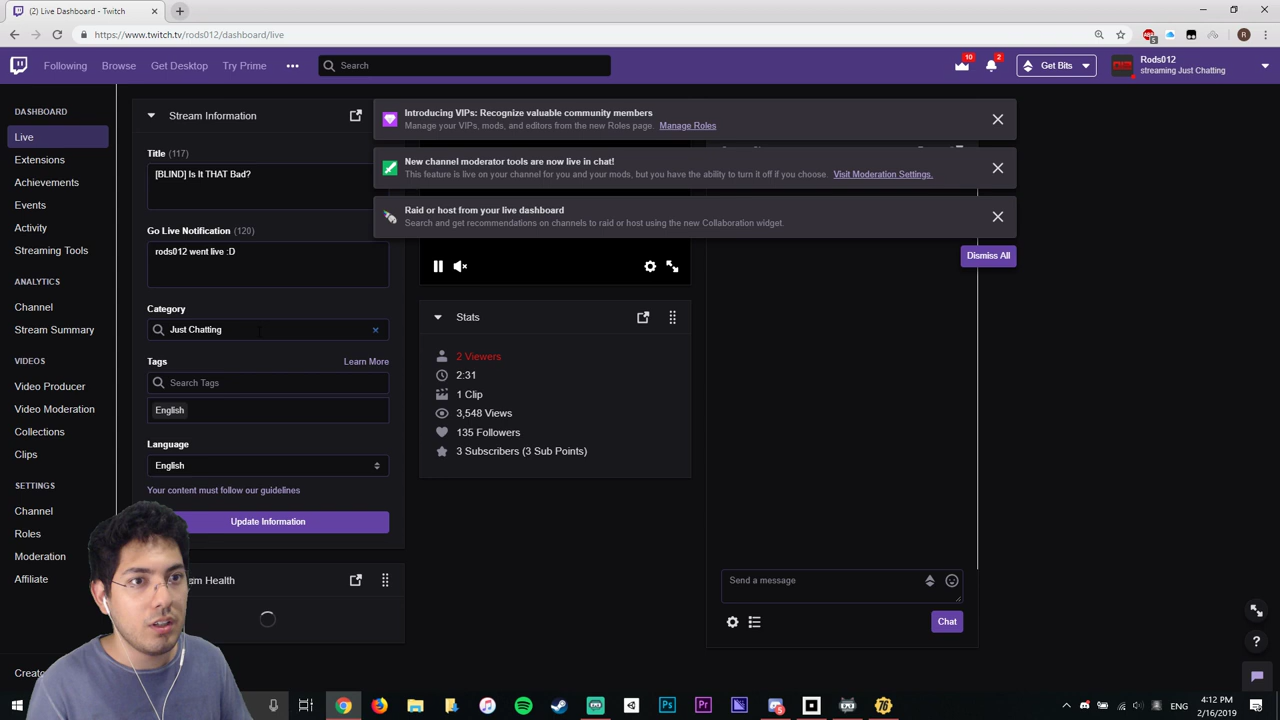 (2) Live Dashboard - Twitch
https://www.twitch.tv/rods012/dashboard/live
Following
Browse
Get Desktop
Try Prime
Search
10
2
Get Bits
Rods012
streaming Just Chatting
DASHBOARD
Live
Extensions
Achievements
Events
Activity
Streaming Tools
ANALYTICS
Channel
Stream Summary
VIDEOS
Video Producer
Video Moderation
Collections
Clips
SETTINGS
Channel
Roles
Moderation
Affiliate
Stream Information
Title (117)
[BLIND] Is It THAT Bad?
Go Live Notification (120)
rods012 went live :D
Category
Just Chatting
Tags
Learn More
Search Tags
English
Language
English
Your content must follow our guidelines
Update Information
Health
Introducing VIPs: Recognize valuable community members
Manage your VIPs, mods, and editors from the new Roles page. Manage Roles
New channel moderator tools are now live in chat!
This feature is live on your channel for you and your mods, but you have the ability to turn it off if you choose. Visit Moderation Settings.
Raid or host from your live dashboard
Search and get recommendations on channels to raid or host using the new Collaboration widget.
Dismiss All
Stats
2 Viewers
2:31
1 Clip
3,548 Views
135 Followers
3 Subscribers (3 Sub Points)
Send a message
Chat
4:12 PM
2/16/2019